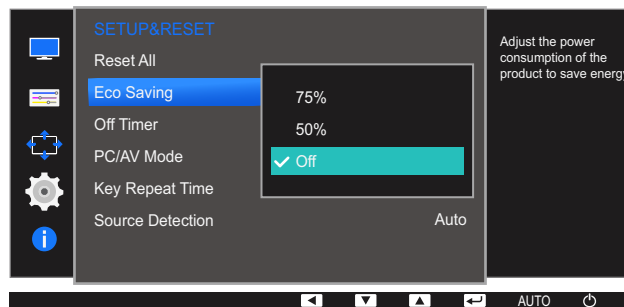 SETUP&RESET
Reset All
Eco Saving
75%
50%
Off
Off Timer
PC/AV Mode
Key Repeat Time
Source Detection Auto
Adjust the power
consumption of the
product to save energy
AUTO